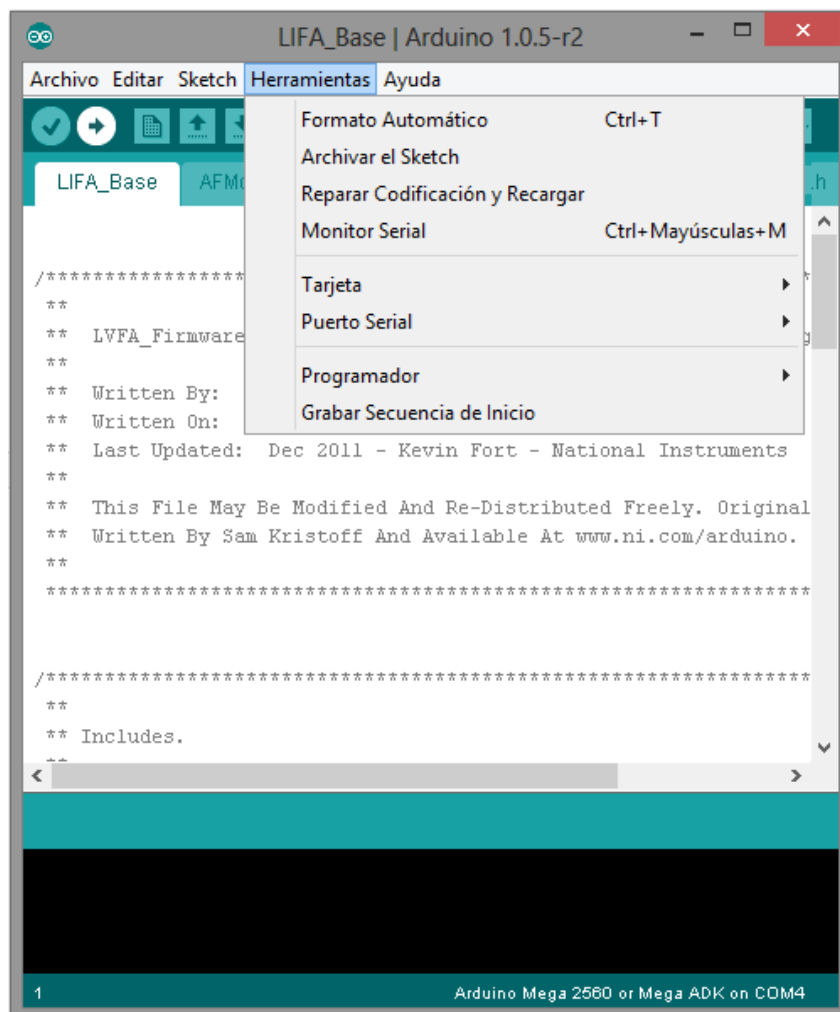 LIFA_Base | Arduino 1.0.5-r2
Archivo Editar Sketch Herramientas Ayuda
Formato Automático Ctrl+T
Archivar el Sketch
Reparar Codificación y Recargar
Monitor Serial Ctrl+Mayúsculas+M
Tarjeta
Puerto Serial
Programador
Grabar Secuencia de Inicio
LIFA_Base AFMo .h
/******************
**
** LVFA_Firmware
**
** Written By:
** Written On:
** Last Updated: Dec 2011 - Kevin Fort - National Instruments
**
** This File May Be Modified And Re-Distributed Freely. Original
** Written By Sam Kristoff And Available At www.ni.com/arduino.
**
*****************************************************************
/*****************************************************************
**
** Includes.
**
1 Arduino Mega 2560 or Mega ADK on COM4